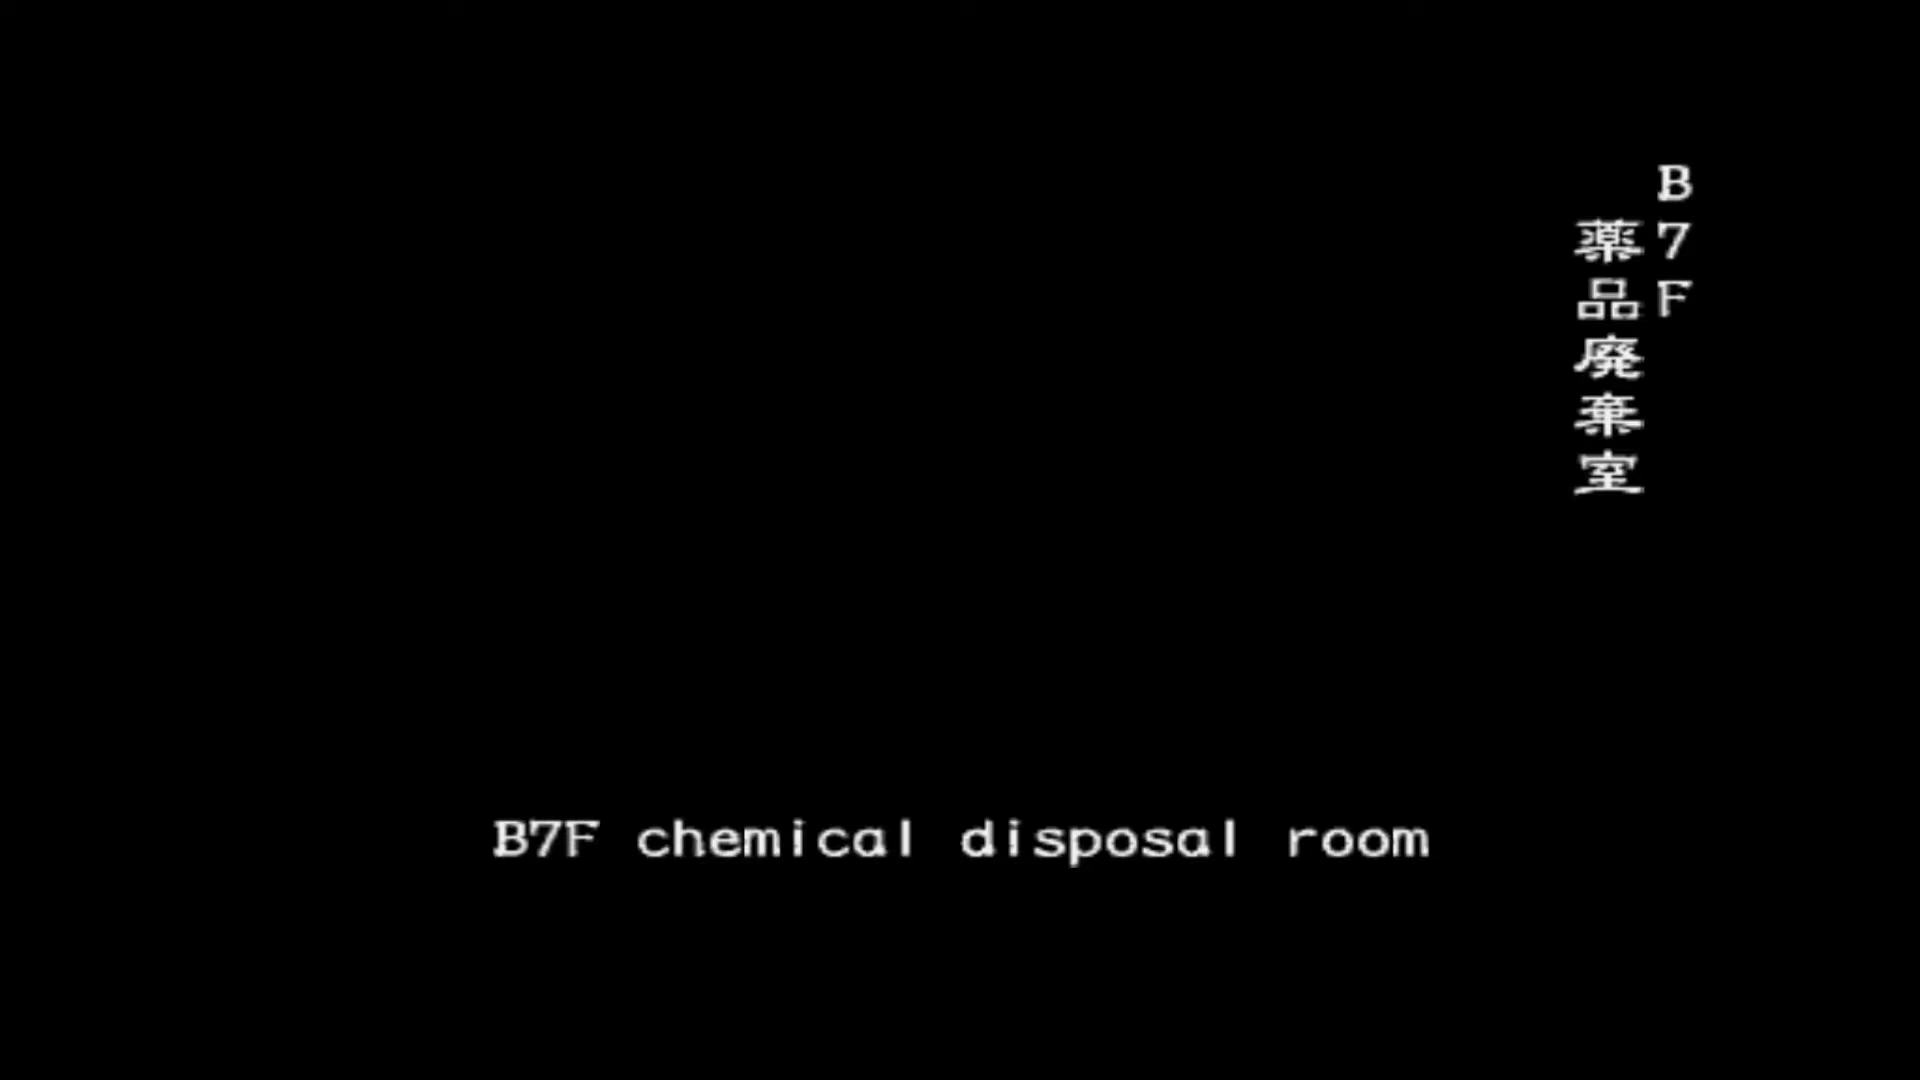 B7F
薬品廃棄室
B7F chemical disposal room